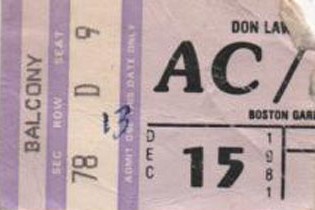 BALCONY
SEC ROW SEAT
78 D 9
13
ADMIT ONE THIS DATE ONLY
DON LAW
AC/
BOSTON GAR
DEC 15 1981